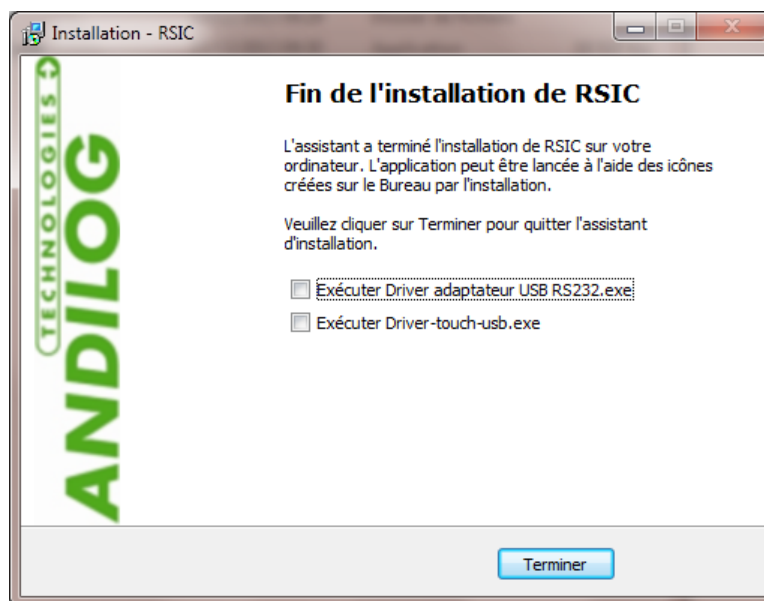 Installation - RSIC
TECHNOLOGIES
ANDILOG
Fin de l'installation de RSIC
L'assistant a terminé l'installation de RSIC sur votre
ordinateur. L'application peut être lancée à l'aide des icônes
créées sur le Bureau par l'installation.
Veuillez cliquer sur Terminer pour quitter l'assistant
d'installation.
Exécuter Driver adaptateur USB RS232.exe
Exécuter Driver-touch-usb.exe
Terminer